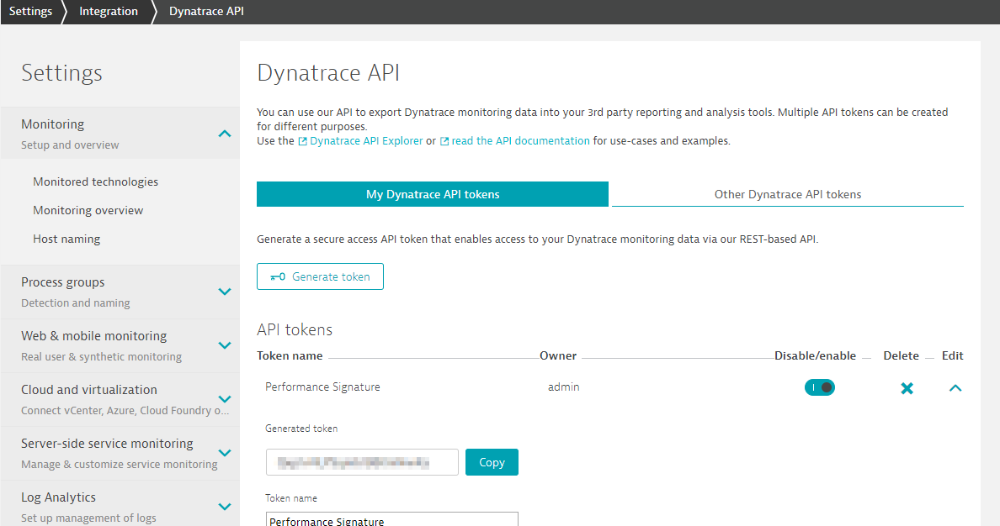 Settings
Integration
Dynatrace API
Settings
Monitoring
Setup and overview
Monitored technologies
Monitoring overview
Host naming
Process groups
Detection and naming
Web & mobile monitoring
Real user & synthetic monitoring
Cloud and virtualization
Connect vCenter, Azure, Cloud Foundry o...
Server-side service monitoring
Manage & customize service monitoring
Log Analytics
Set up management of logs
Dynatrace API
You can use our API to export Dynatrace monitoring data into your 3rd party reporting and analysis tools. Multiple API tokens can be created
for different purposes.
Use the Dynatrace API Explorer or read the API documentation for use-cases and examples.
My Dynatrace API tokens
Other Dynatrace API tokens
Generate a secure access API token that enables access to your Dynatrace monitoring data via our REST-based API.
Generate token
API tokens
Token name Owner Disable/enable Delete Edit
Performance Signature admin
Generated token
Copy
Token name
Performance Signature